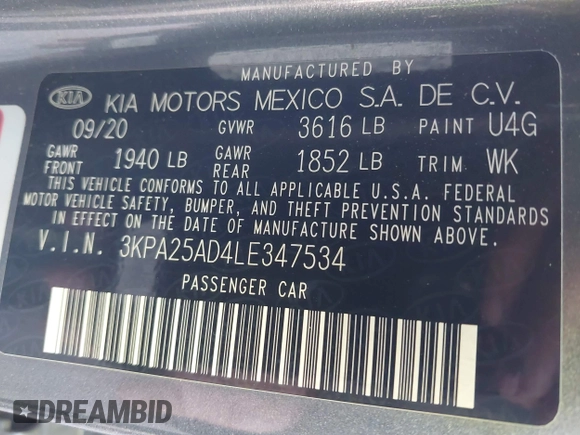 MANUFACTURED BY
KIA KIA MOTORS MEXICO S.A. DE C.V.
09/20 GVWR 3616 LB PAINT U4G
GAWR FRONT 1940 LB GAWR REAR 1852 LB TRIM WK
THIS VEHICLE CONFORMS TO ALL APPLICABLE U.S.A. FEDERAL
MOTOR VEHICLE SAFETY, BUMPER, AND THEFT PREVENTION STANDARDS
IN EFFECT ON THE DATE OF MANUFACTURE SHOWN ABOVE.
V.I.N. 3KPA25AD4LE347534
PASSENGER CAR
DREAMBID